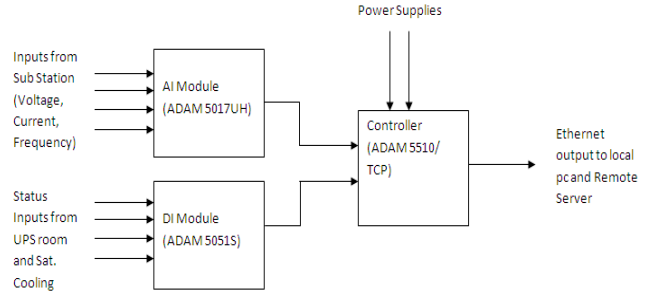 Power Supplies
Inputs from
Sub Station
(Voltage,
Current,
Frequency)
AI Module
(ADAM 5017UH)
Controller
(ADAM 5510/
TCP)
Ethernet
output to local
pc and Remote
Server
Status
Inputs from
UPS room
and Sat.
Cooling
DI Module
(ADAM 5051S)